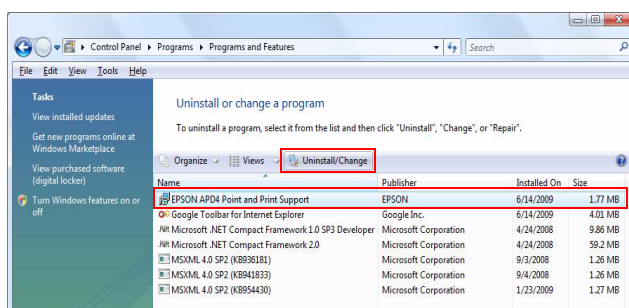 Control Panel ▸ Programs ▸ Programs and Features
Search
File Edit View Tools Help
Tasks
View installed updates
Get new programs online at
Windows Marketplace
View purchased software
(digital locker)
Turn Windows features on or
off
Uninstall or change a program
To uninstall a program, select it from the list and then click "Uninstall", "Change", or "Repair".
Organize Views Uninstall/Change
Name Publisher Installed On Size
EPSON APD4 Point and Print Support EPSON 6/14/2009 1.77 MB
Google Toolbar for Internet Explorer Google Inc. 6/14/2009 4.01 MB
Microsoft .NET Compact Framework 1.0 SP3 Developer Microsoft Corporation 4/24/2008 9.86 MB
Microsoft .NET Compact Framework 2.0 Microsoft Corporation 4/24/2008 59.2 MB
MSXML 4.0 SP2 (KB936181) Microsoft Corporation 9/3/2008 1.26 MB
MSXML 4.0 SP2 (KB941833) Microsoft Corporation 9/4/2008 1.26 MB
MSXML 4.0 SP2 (KB954430) Microsoft Corporation 1/23/2009 1.27 MB